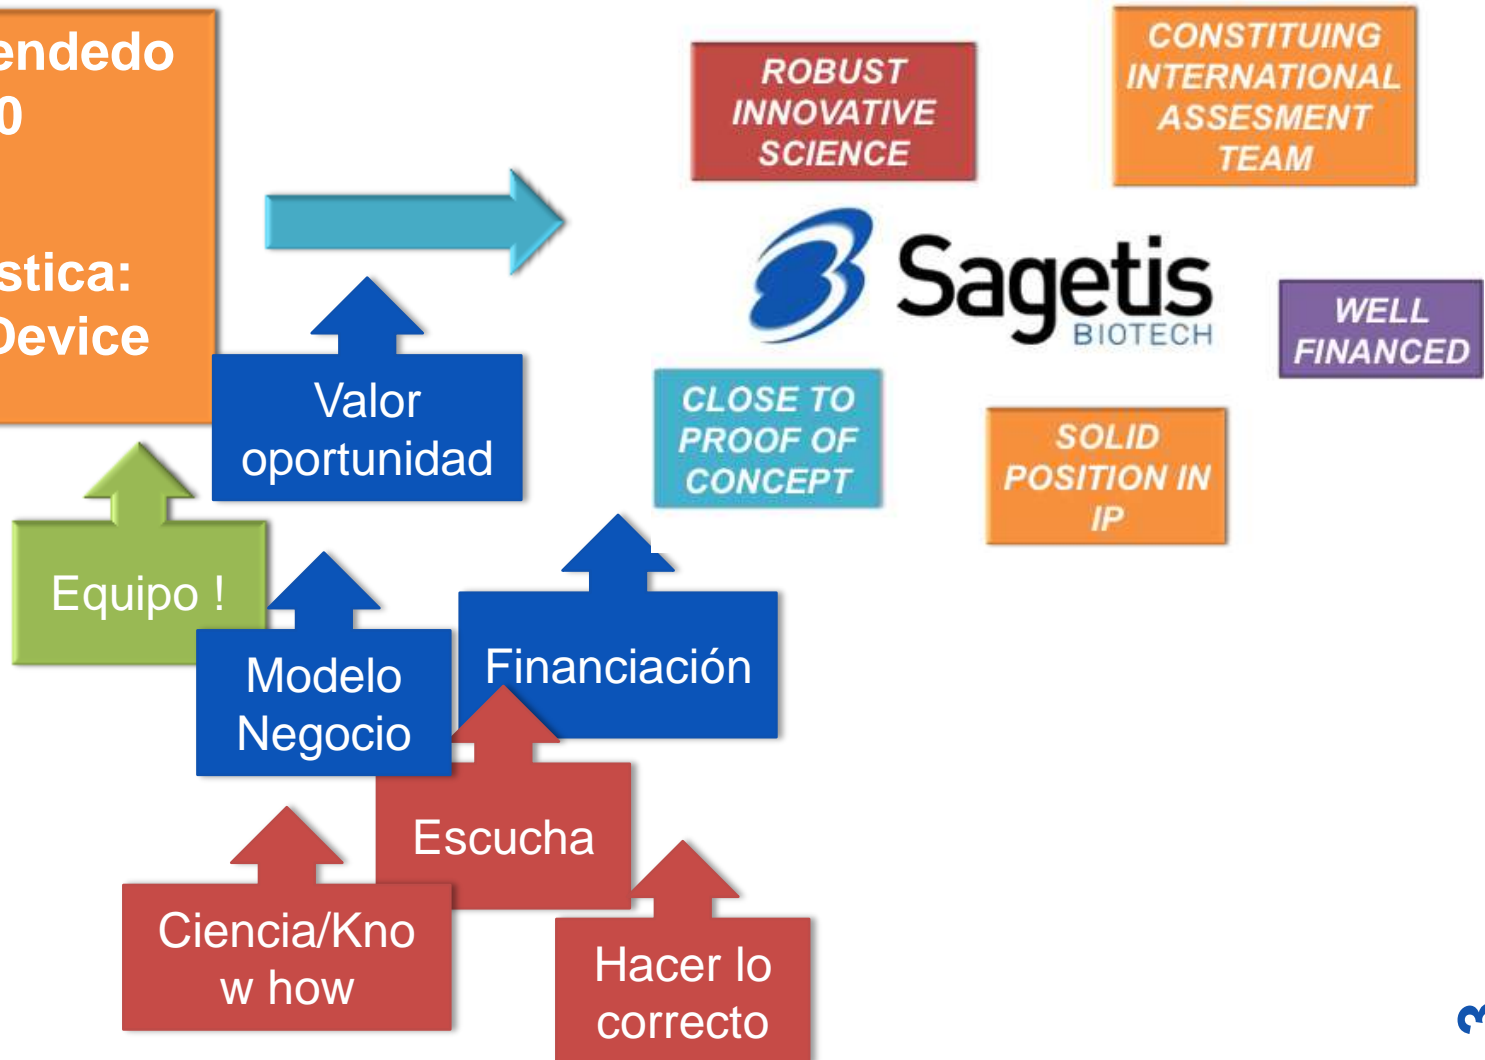 endedo
0
stica:
Device
ROBUST
INNOVATIVE
SCIENCE
CONSTITUING
INTERNATIONAL
ASSESMENT
TEAM
Sagetis
BIOTECH
WELL
FINANCED
CLOSE TO
PROOF OF
CONCEPT
SOLID
POSITION IN
IP
Valor
oportunidad
Equipo !
Modelo
Negocio
Financiación
Escucha
Ciencia/Kno
w how
Hacer lo
correcto
3